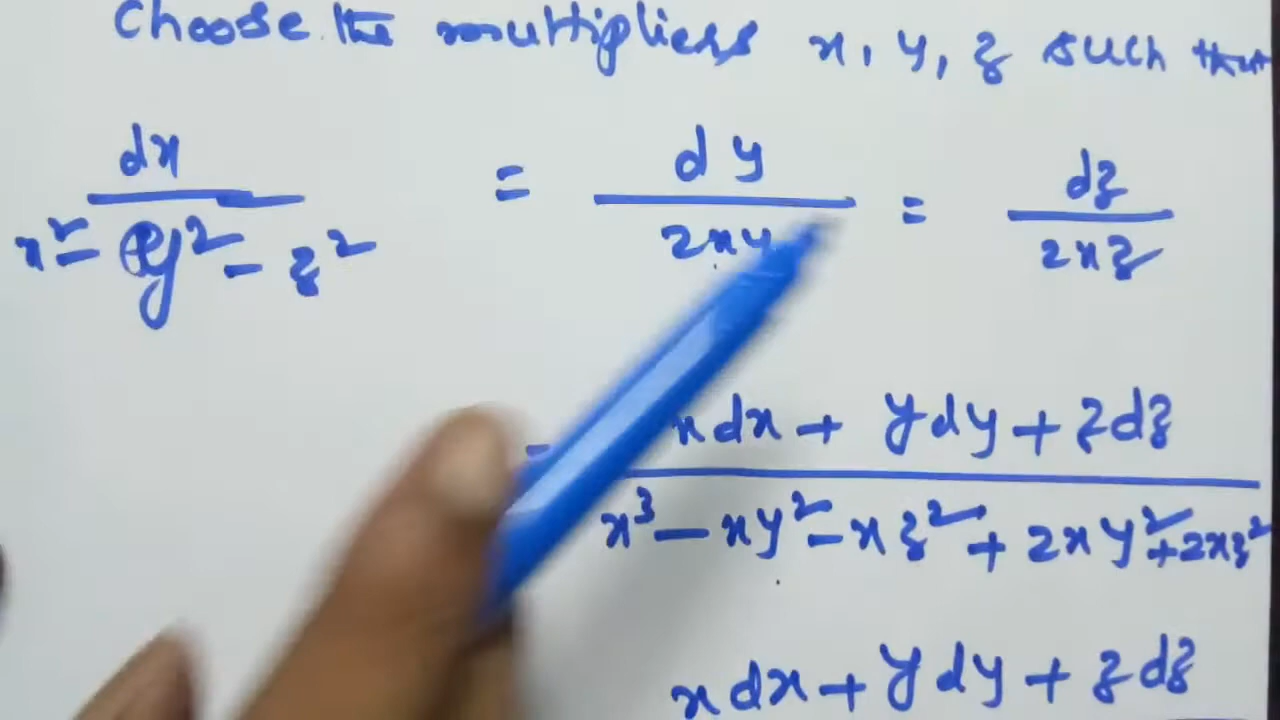 Choose the multipliers x, y, z such that
dx / x² - y² - z² = dy / 2xy = dz / 2xz
= xdx + ydy + zdz / x³ - xy² - xz² + 2xy² + 2xz²
xdx + ydy + zdz